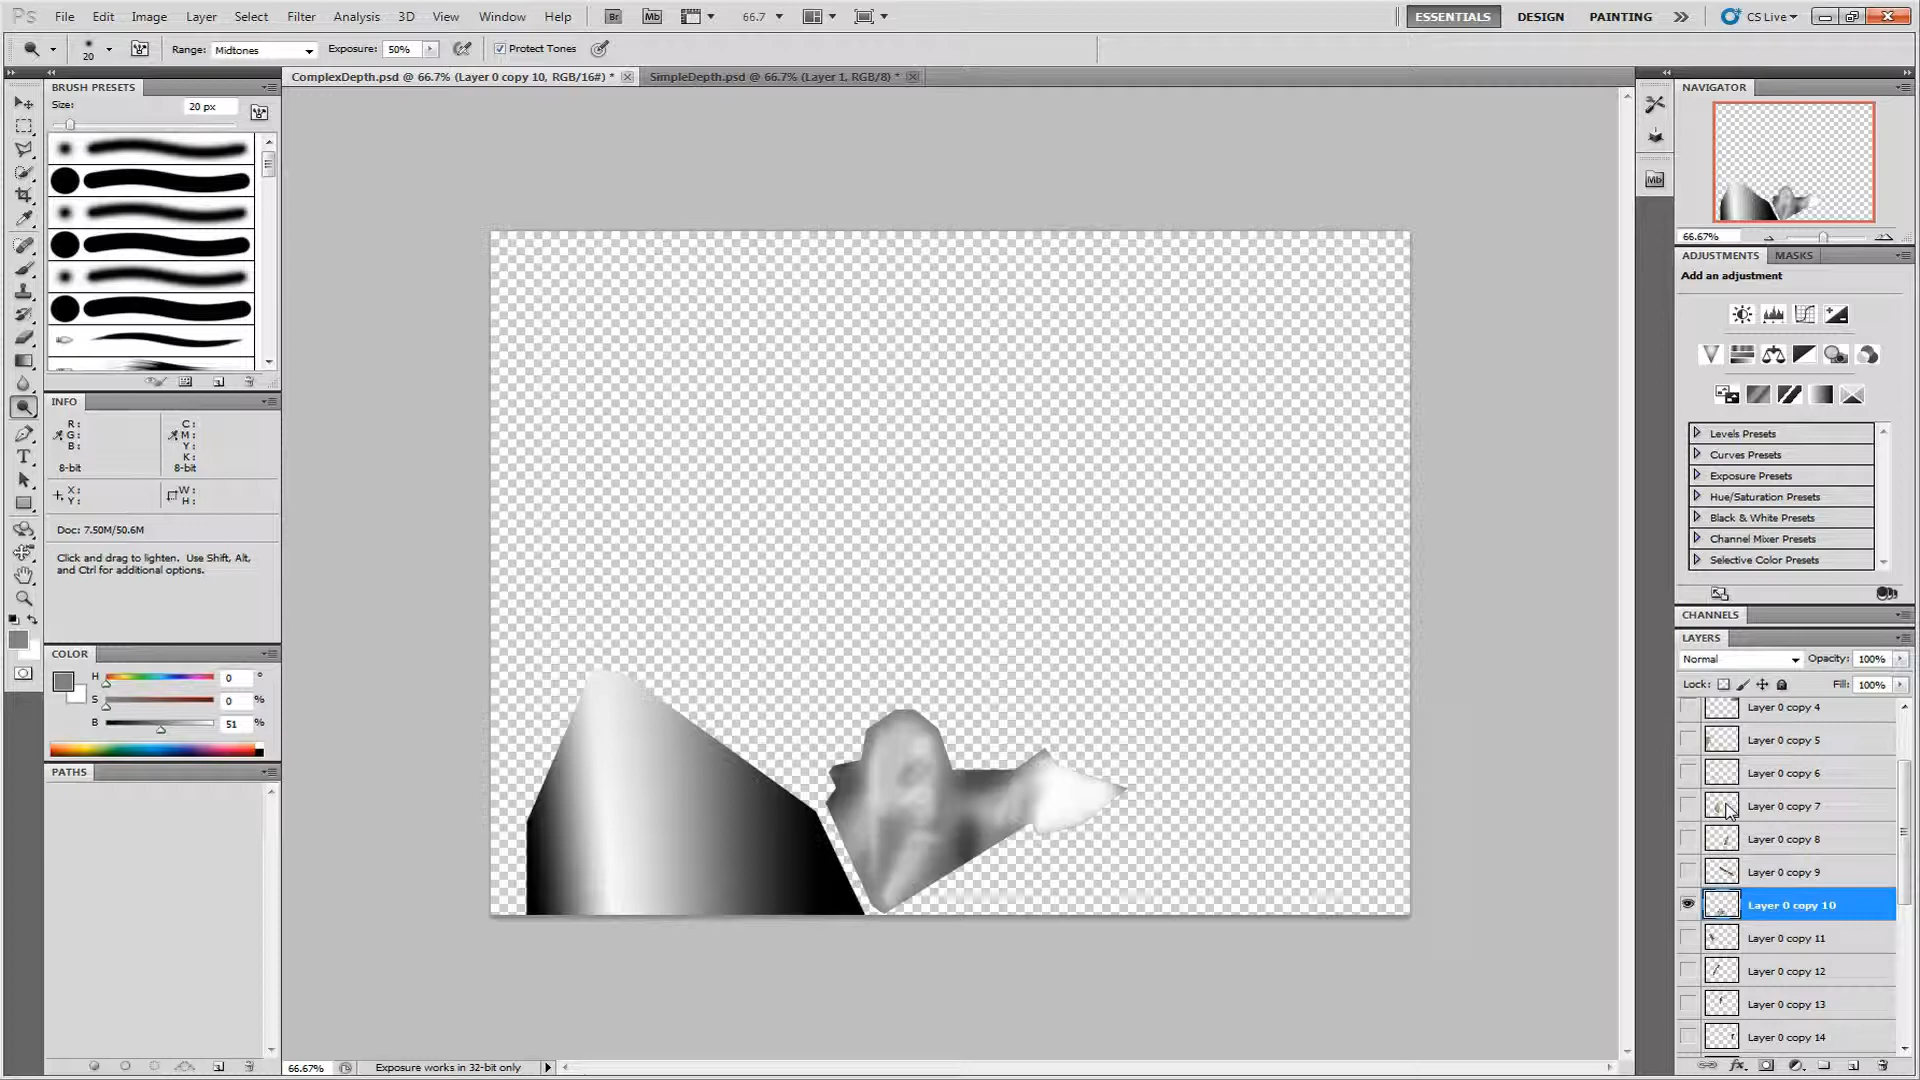 Ps File Edit Image Layer Select Filter Analysis 3D View Window Help Br Mb 66.7 ESSENTIALS DESIGN PAINTING CS Live
20 Range: Midtones Exposure: 50% Protect Tones
ComplexDepth.psd @ 66.7% (Layer 0 copy 10, RGB/16#) * SimpleDepth.psd @ 66.7% (Layer 1, RGB/8) *
BRUSH PRESETS
Size: 20 px
INFO
R: C:
G: M:
B: Y:
K:
8-bit 8-bit
X: W:
Y: H:
Doc: 7.50M/50.6M
Click and drag to lighten. Use Shift, Alt,
and Ctrl for additional options.
COLOR
H 0 °
S 0 %
B 51 %
PATHS
66.67% Exposure works in 32-bit only
Mb
NAVIGATOR
66.67%
ADJUSTMENTS MASKS
Add an adjustment
Levels Presets
Curves Presets
Exposure Presets
Hue/Saturation Presets
Black & White Presets
Channel Mixer Presets
Selective Color Presets
CHANNELS
LAYERS
Normal Opacity: 100%
Lock: Fill: 100%
Layer 0 copy 4
Layer 0 copy 5
Layer 0 copy 6
Layer 0 copy 7
Layer 0 copy 8
Layer 0 copy 9
Layer 0 copy 10
Layer 0 copy 11
Layer 0 copy 12
Layer 0 copy 13
Layer 0 copy 14